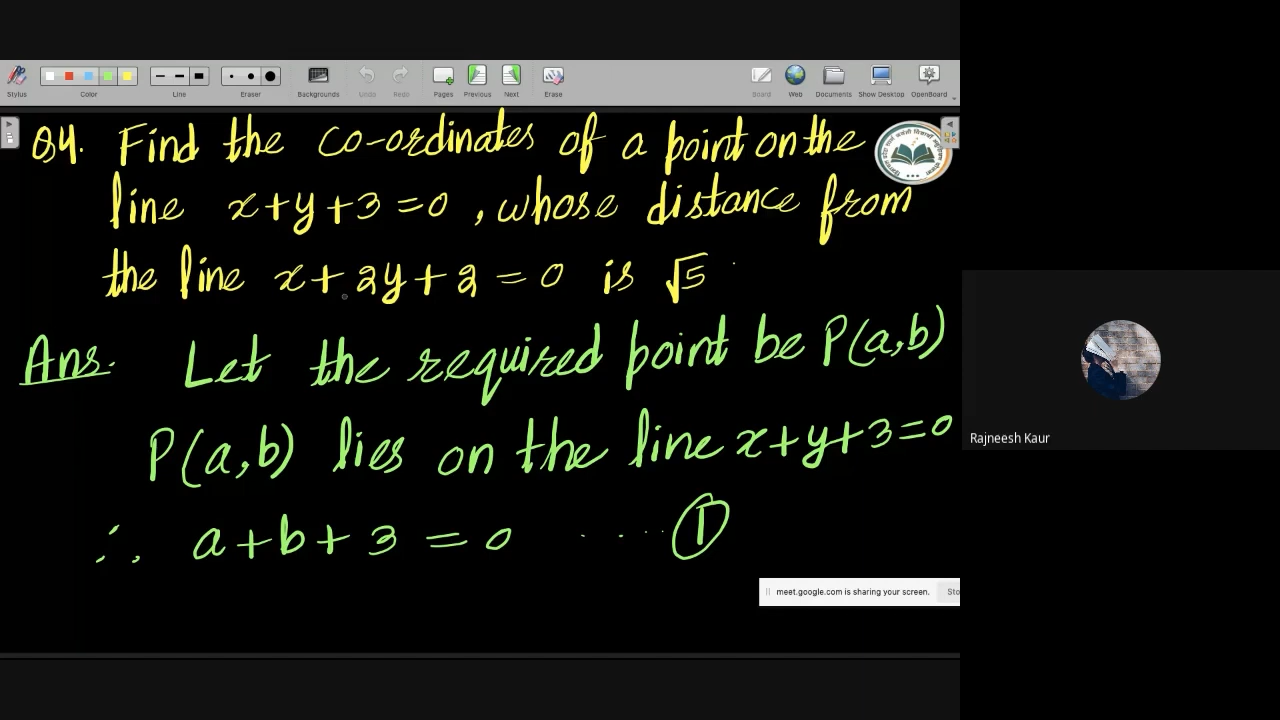 Stylus Color Line Eraser Backgrounds Undo Redo Pages Previous Next Erase Board Web Documents Show Desktop OpenBoard
Q4. Find the co-ordinates of a point on the
line x+y+3=0, whose distance from
the line x+2y+2=0 is √5
Ans. Let the required point be P(a,b)
P(a,b) lies on the line x+y+3=0
∴ a+b+3=0 ..... ①
Rajneesh Kaur
meet.google.com is sharing your screen. Sto